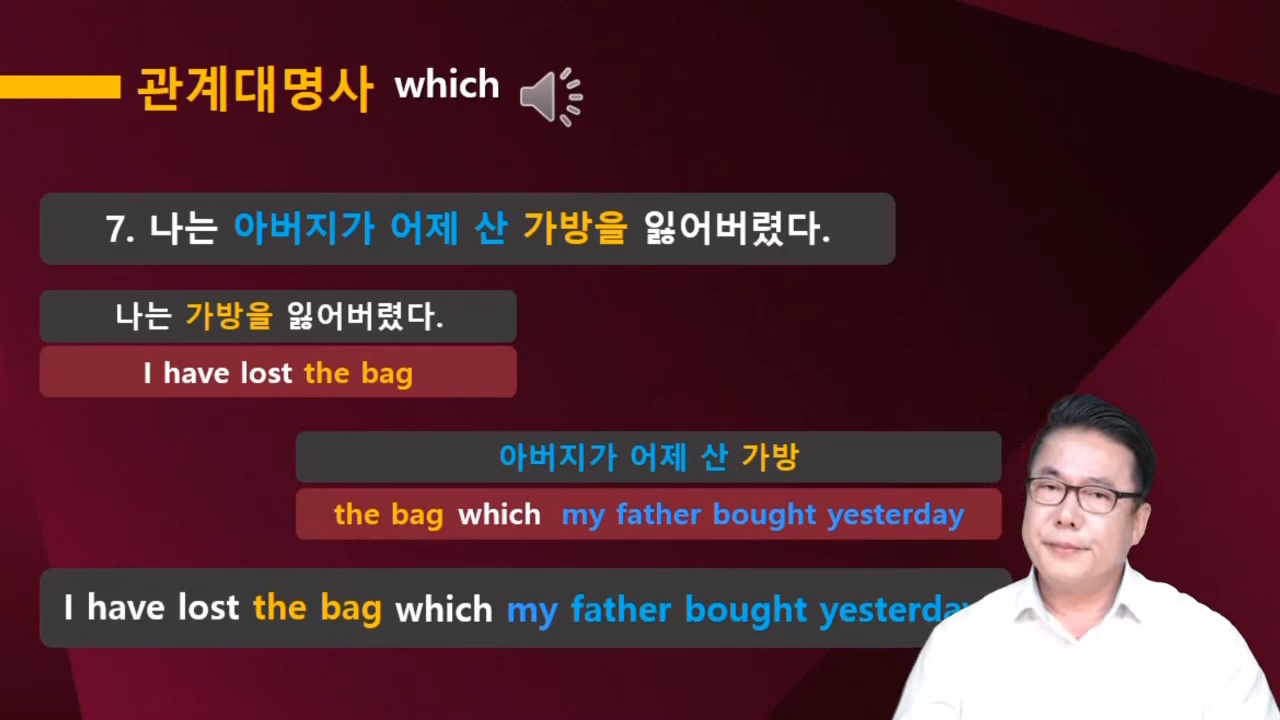 관계대명사 which
7. 나는 아버지가 어제 산 가방을 잃어버렸다.
나는 가방을 잃어버렸다.
I have lost the bag
아버지가 어제 산 가방
the bag which my father bought yesterday
I have lost the bag which my father bought yesterday